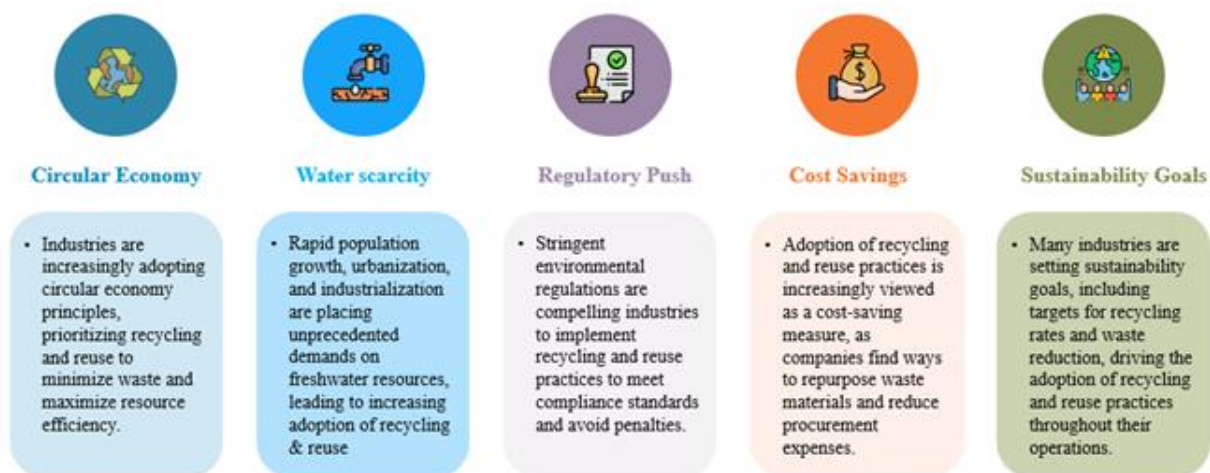 Circular Economy
Water scarcity
Regulatory Push
Cost Savings
Sustainability Goals
• Industries are
increasingly adopting
circular economy
principles,
prioritizing recycling
and reuse to
minimize waste and
maximize resource
efficiency.
• Rapid population
growth, urbanization,
and industrialization
are placing
unprecedented
demands on
freshwater resources,
leading to increasing
adoption of recycling
& reuse
• Stringent
environmental
regulations are
compelling industries
to implement
recycling and reuse
practices to meet
compliance standards
and avoid penalties.
• Adoption of recycling
and reuse practices is
increasingly viewed
as a cost-saving
measure, as
companies find ways
to repurpose waste
materials and reduce
procurement
expenses.
• Many industries are
setting sustainability
goals, including
targets for recycling
rates and waste
reduction, driving the
adoption of recycling
and reuse practices
throughout their
operations.